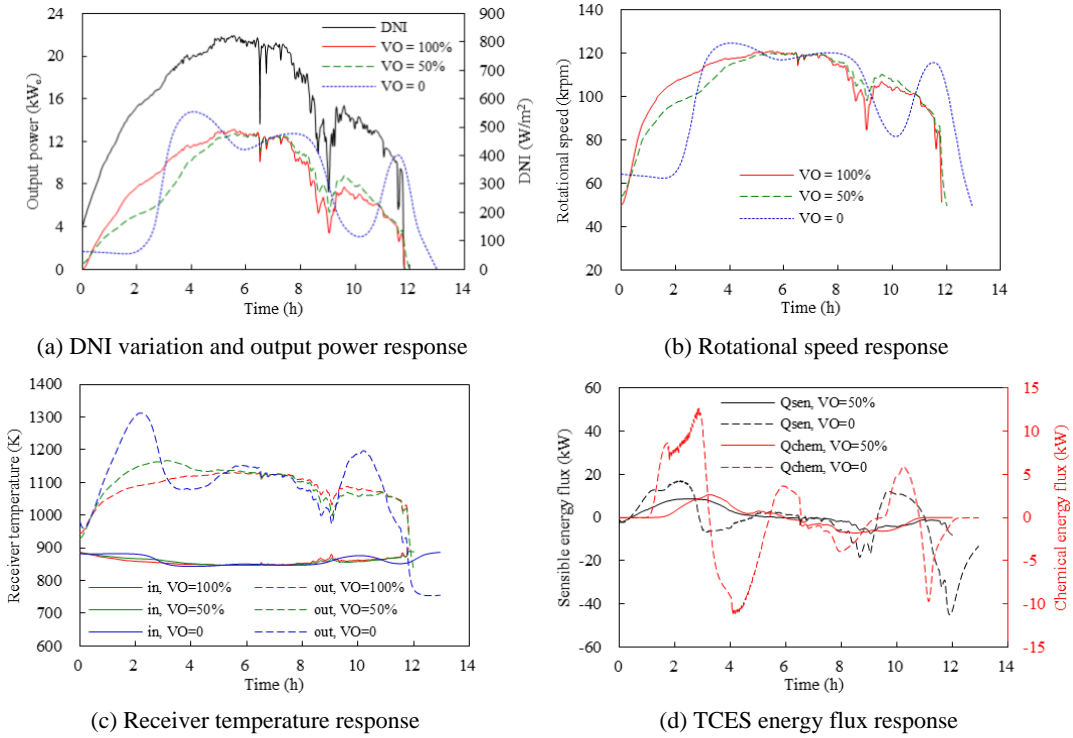 24
22
16
12
8
4
0
Output power (kWe)
900
800
700
600
500
400
300
200
100
0
DNI (W/m²)
0 2 4 6 8 10 12 14
Time (h)
DNI
VO = 100%
VO = 50%
VO = 0
(a) DNI variation and output power response
140
120
100
80
60
40
20
Rotational speed (krpm)
0 2 4 6 8 10 12 14
Time (h)
VO = 100%
VO = 50%
VO = 0
(b) Rotational speed response
1400
1300
1200
1100
1000
900
800
700
600
Receiver temperature (K)
0 2 4 6 8 10 12 14
Time (h)
in, VO=100%
in, VO=50%
in, VO=0
out, VO=100%
out, VO=50%
out, VO=0
(c) Receiver temperature response
60
40
20
0
-20
-40
-60
Sensible energy flux (kW)
15
10
5
0
-5
-10
-15
Chemical energy flux (kW)
0 2 4 6 8 10 12 14
Time (h)
Qsen, VO=50%
Qsen, VO=0
Qchem, VO=50%
Qchem, VO=0
(d) TCES energy flux response